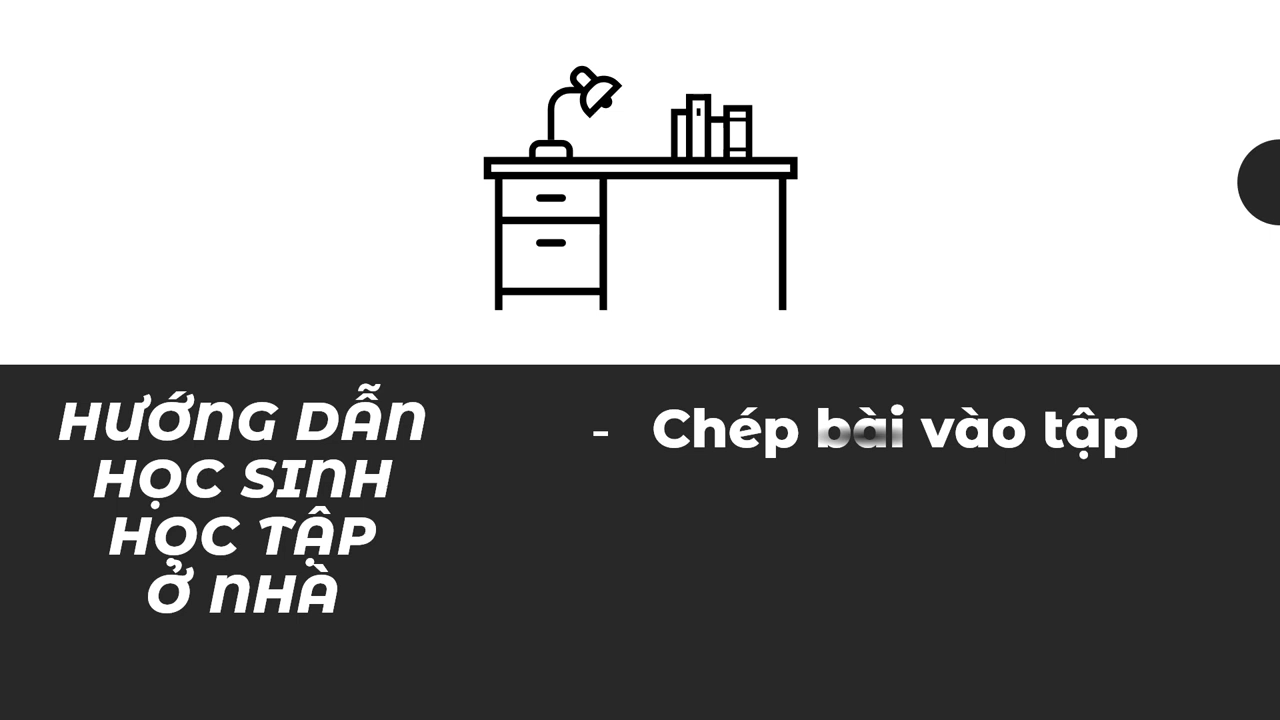 HƯỚNG DẪN
HỌC SINH
HỌC TẬP
Ở NHÀ
- Chép bài vào tập